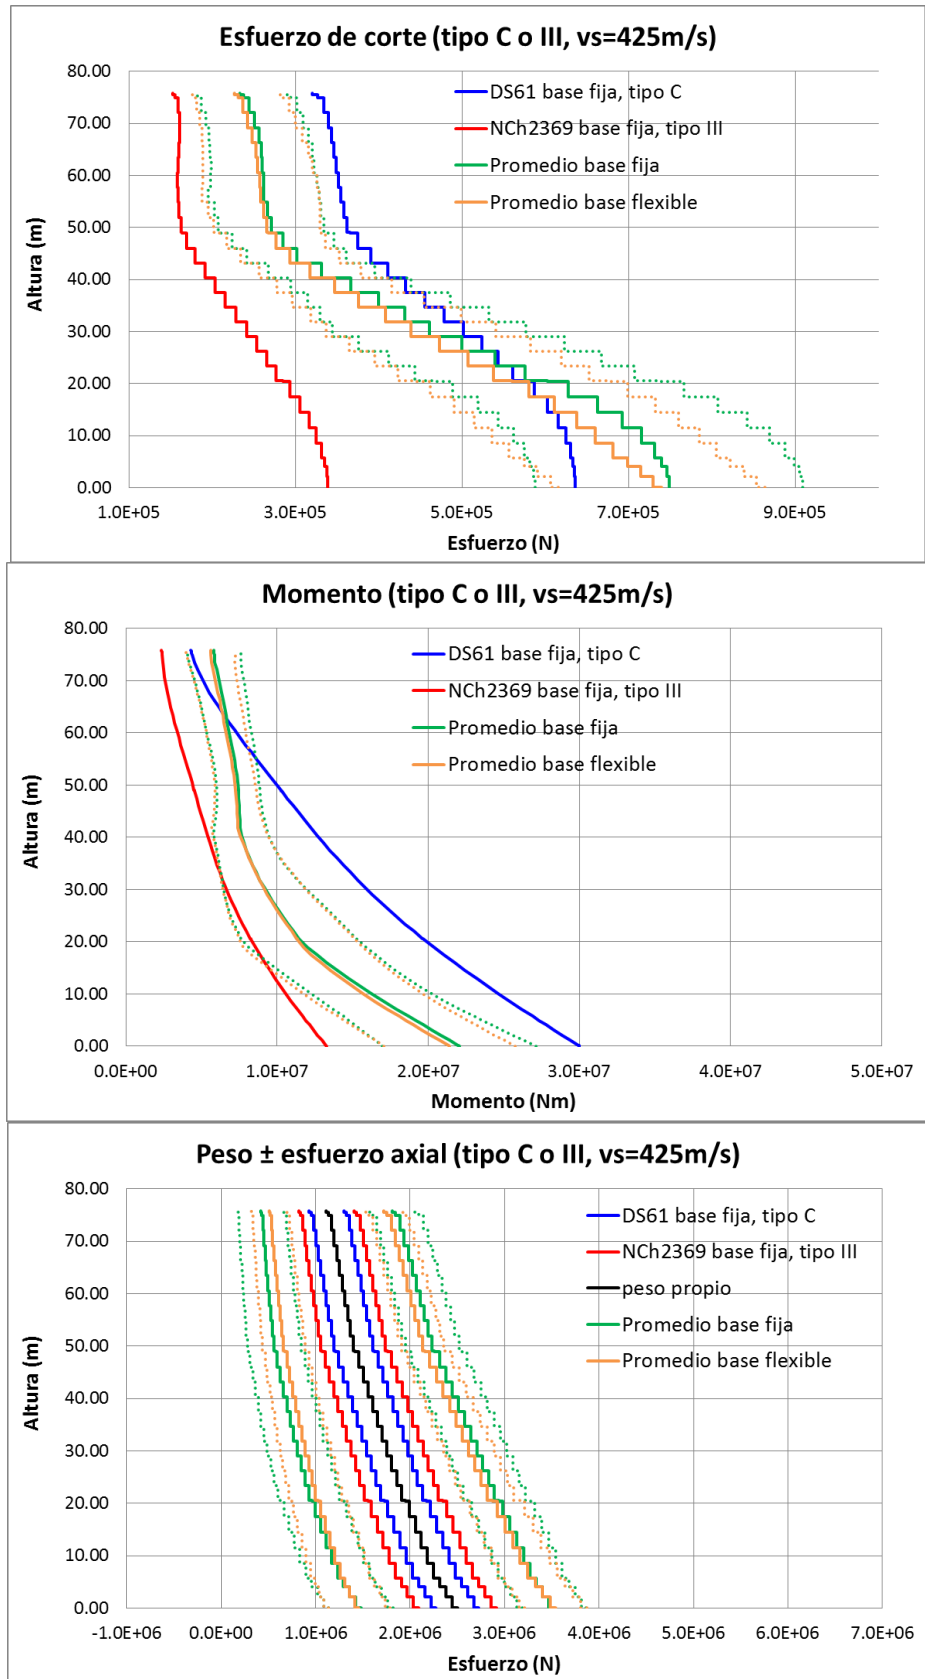 Esfuerzo de corte (tipo C o III, vs=425m/s)
80.00
70.00
60.00
50.00
40.00
30.00
20.00
10.00
0.00
Altura (m)
DS61 base fija, tipo C
NCh2369 base fija, tipo III
Promedio base fija
Promedio base flexible
1.0E+05
3.0E+05
5.0E+05
7.0E+05
9.0E+05
Esfuerzo (N)
Momento (tipo C o III, vs=425m/s)
80.00
70.00
60.00
50.00
40.00
30.00
20.00
10.00
0.00
Altura (m)
DS61 base fija, tipo C
NCh2369 base fija, tipo III
Promedio base fija
Promedio base flexible
0.0E+00
1.0E+07
2.0E+07
3.0E+07
4.0E+07
5.0E+07
Momento (Nm)
Peso ± esfuerzo axial (tipo C o III, vs=425m/s)
80.00
70.00
60.00
50.00
40.00
30.00
20.00
10.00
0.00
Altura (m)
DS61 base fija, tipo C
NCh2369 base fija, tipo III
peso propio
Promedio base fija
Promedio base flexible
-1.0E+06
0.0E+00
1.0E+06
2.0E+06
3.0E+06
4.0E+06
5.0E+06
6.0E+06
7.0E+06
Esfuerzo (N)